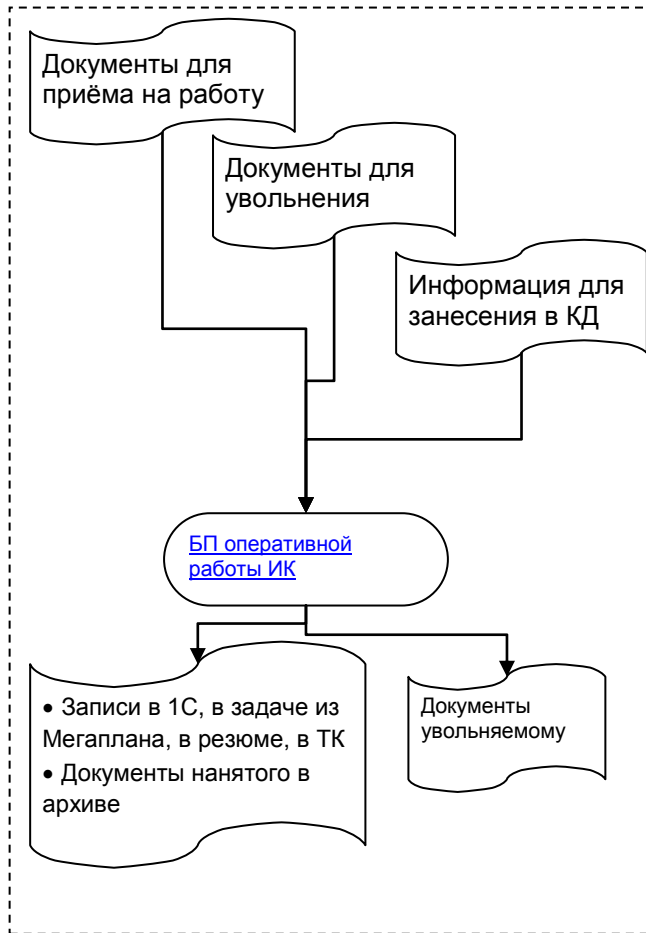 Документы для
приёма на работу
Документы для
увольнения
Информация для
занесения в КД
БП оперативной
работы ИК
• Записи в 1С, в задаче из
Мегаплана, в резюме, в ТК
• Документы нанятого в
архиве
Документы
увольняемому